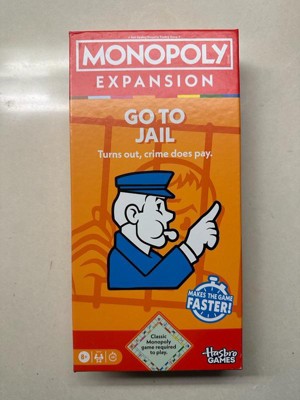 MONOPOLY
EXPANSION
GO TO
JAIL
Turns out, crime does pay.
MAKES THE GAME
FASTER!
Classic
Monopoly
game required
to play.
8+
Hasbro
GAMES